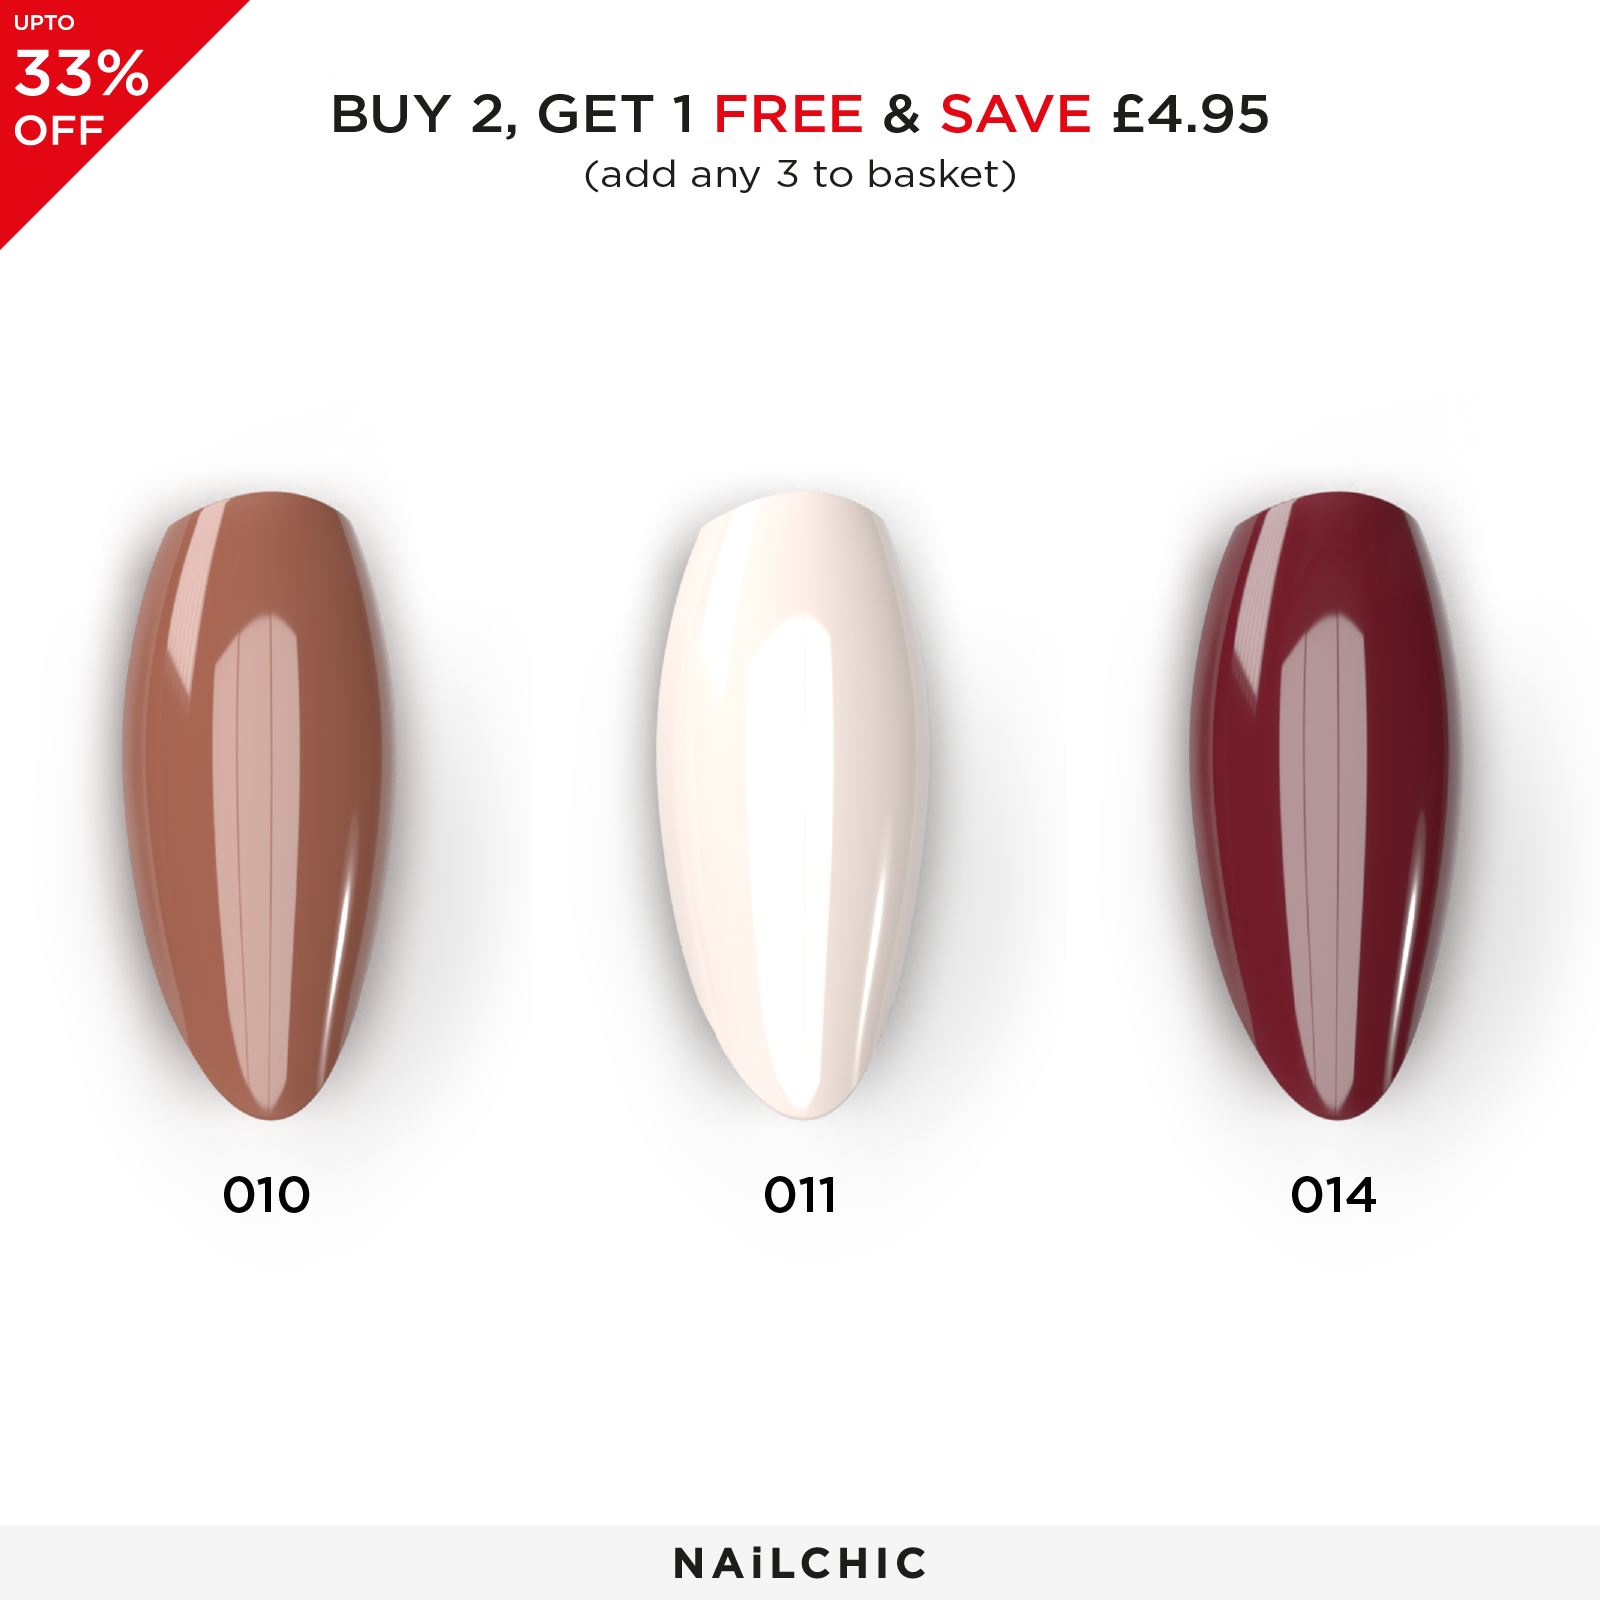 UPTO
33%
OFF
BUY 2, GET 1 FREE & SAVE £4.95
(add any 3 to basket)
010
011
014
NAiLCHIC